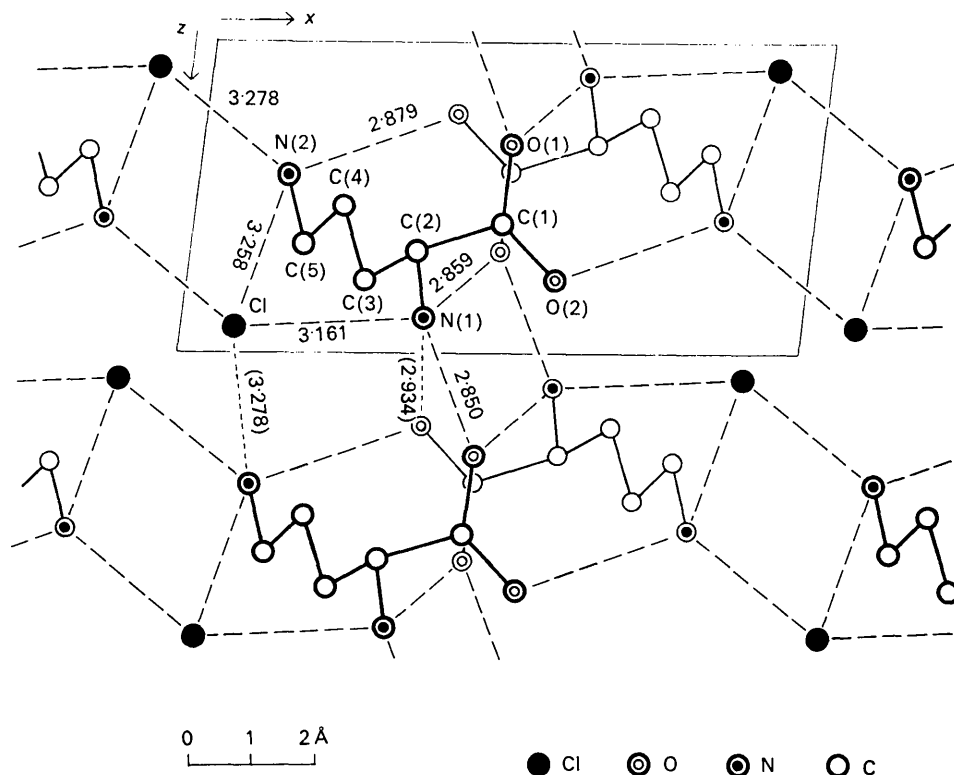 z
x
3·278
2·879
N(2)
O(1)
C(4)
C(2)
C(1)
3·258
C(5)
2·859
C(3)
O(2)
Cl
N(1)
3·161
(3·278)
(2·934)
2·850
0 1 2 Å
Cl O N C